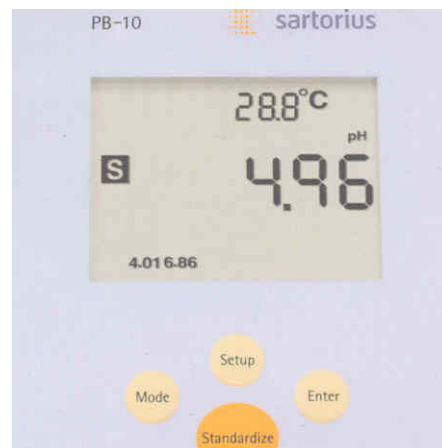 PB-10 sartorius
28.8°C
pH
S 4.96
4.01 6.86
Setup
Mode Enter
Standardize